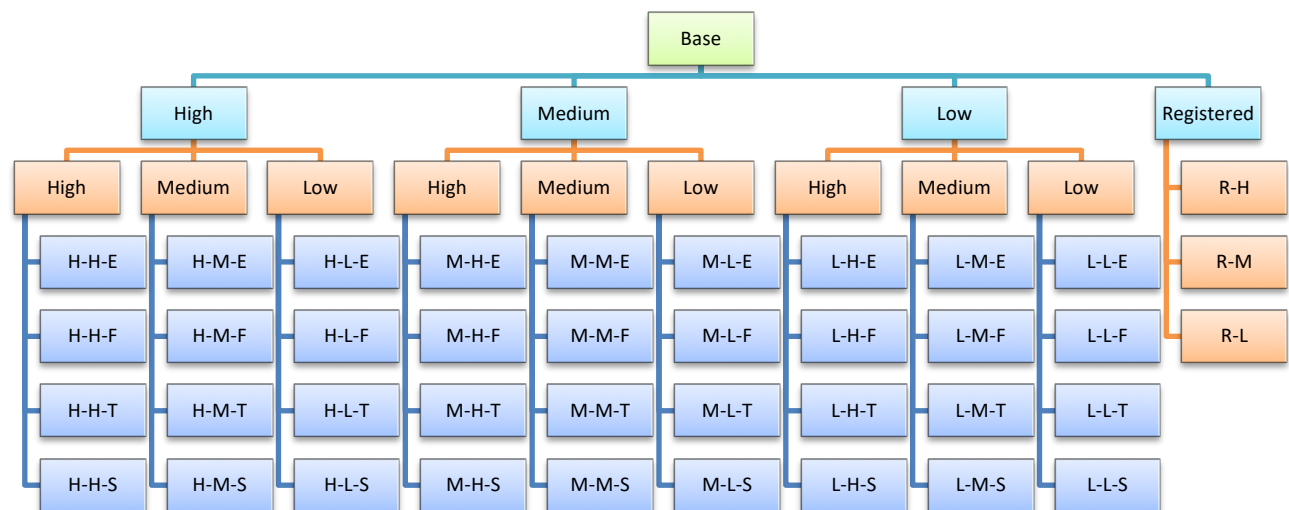 Base
High
Medium
Low
Registered
High
Medium
Low
High
Medium
Low
High
Medium
Low
R-H
H-H-E
H-M-E
H-L-E
M-H-E
M-M-E
M-L-E
L-H-E
L-M-E
L-L-E
R-M
H-H-F
H-M-F
H-L-F
M-H-F
M-M-F
M-L-F
L-H-F
L-M-F
L-L-F
R-L
H-H-T
H-M-T
H-L-T
M-H-T
M-M-T
M-L-T
L-H-T
L-M-T
L-L-T
H-H-S
H-M-S
H-L-S
M-H-S
M-M-S
M-L-S
L-H-S
L-M-S
L-L-S